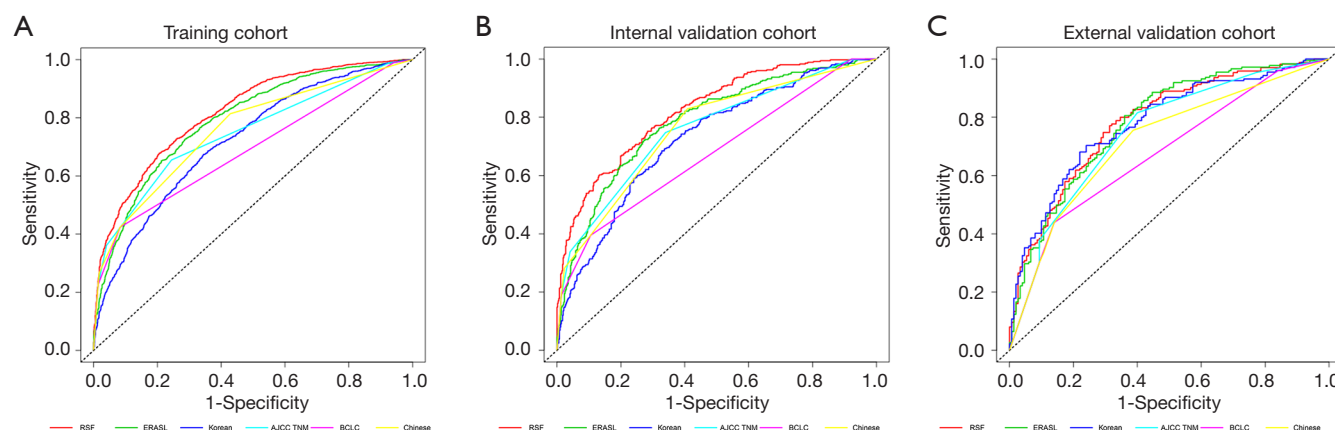 A
Training cohort
Sensitivity
1.0
0.8
0.6
0.4
0.2
0.0
0.0 0.2 0.4 0.6 0.8 1.0
1-Specificity
RSF ERASL Korean AJCC TNM BCLC Chinese
B
Internal validation cohort
Sensitivity
1.0
0.8
0.6
0.4
0.2
0.0
0.0 0.2 0.4 0.6 0.8 1.0
1-Specificity
RSF ERASL Korean AJCC TNM BCLC Chinese
C
External validation cohort
Sensitivity
1.0
0.8
0.6
0.4
0.2
0.0
0.0 0.2 0.4 0.6 0.8 1.0
1-Specificity
RSF ERASL Korean AJCC TNM BCLC Chinese